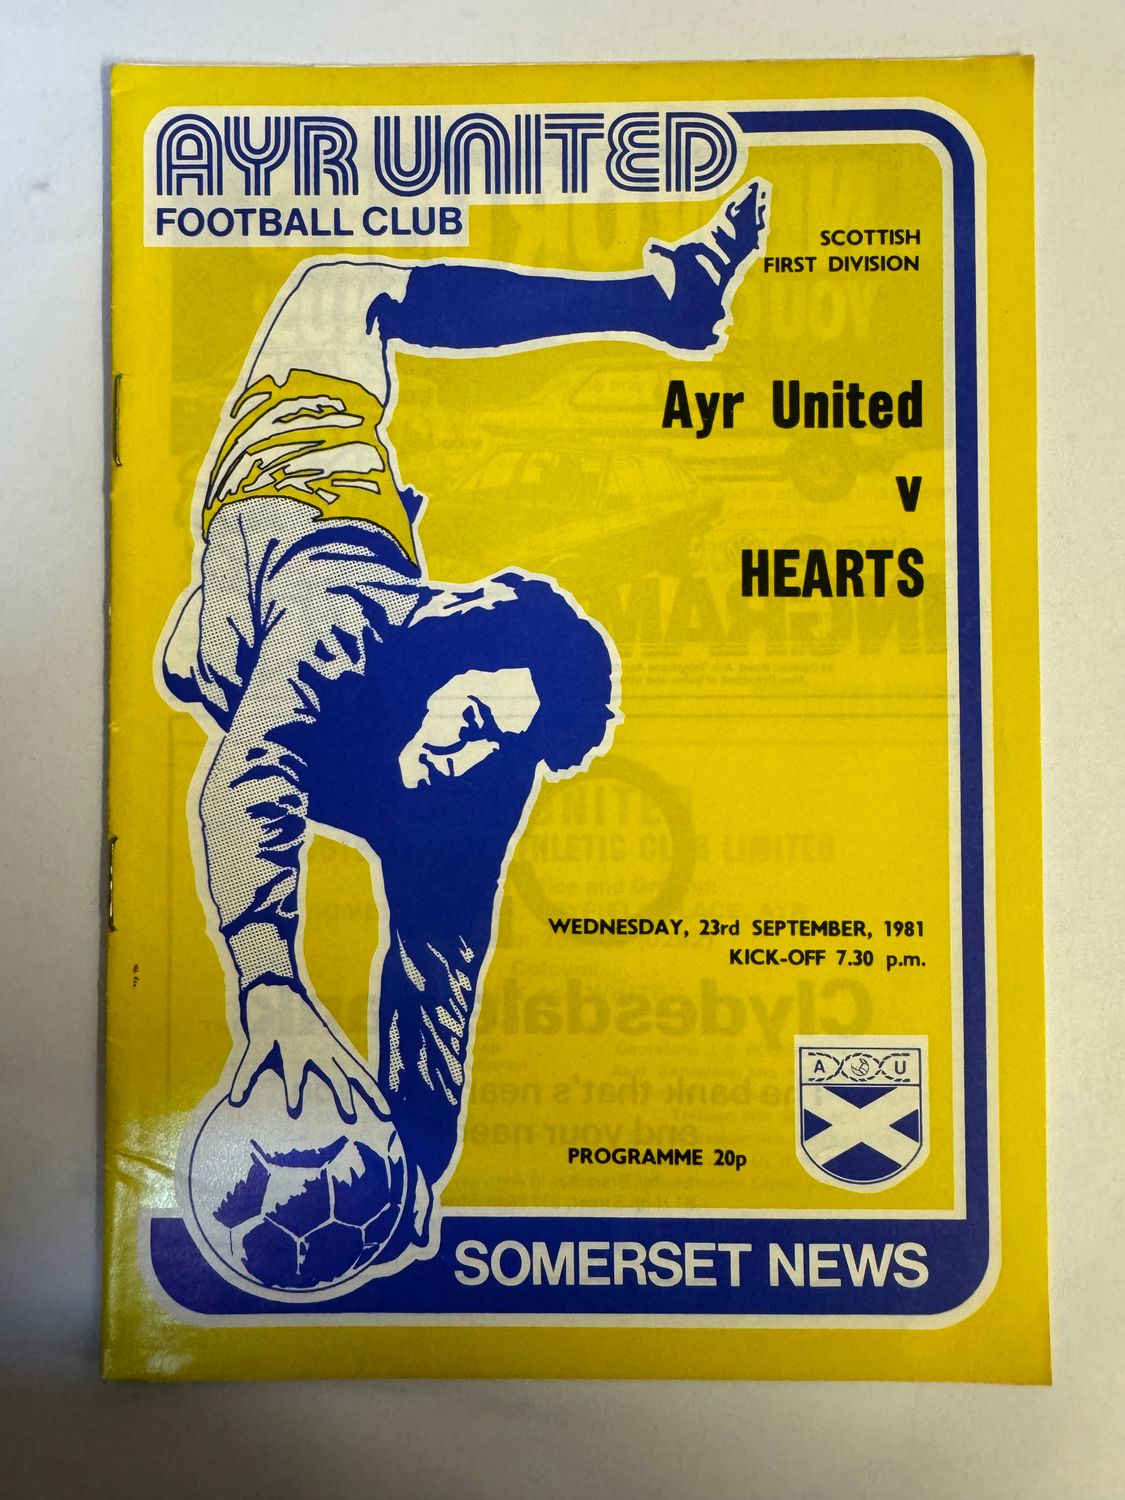 AYR UNITED
FOOTBALL CLUB
SCOTTISH
FIRST DIVISION
Ayr United
v
HEARTS
WEDNESDAY, 23rd SEPTEMBER, 1981
KICK-OFF 7.30 p.m.
A U
PROGRAMME 20p
SOMERSET NEWS